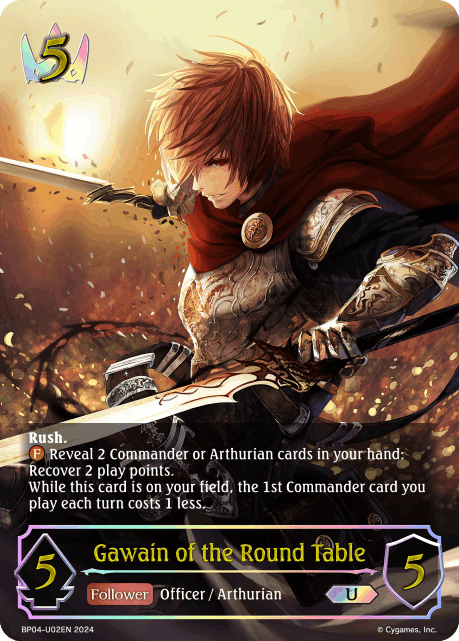 5
Rush.
F Reveal 2 Commander or Arthurian cards in your hand:
Recover 2 play points.
While this card is on your field, the 1st Commander card you
play each turn costs 1 less.
5 Gawain of the Round Table 5
Follower Officer / Arthurian U
BP04-U02EN 2024 © Cygames, Inc.